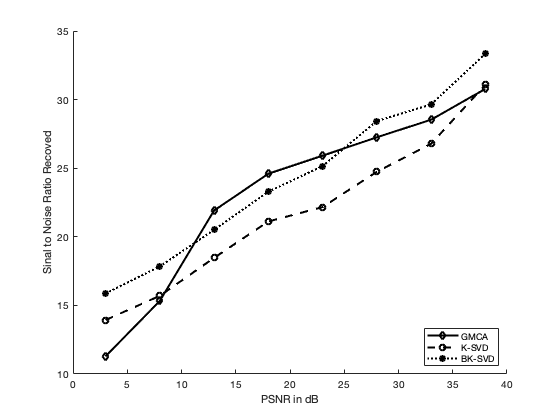 35
30
25
20
15
10
Sinal to Noise Ratio Recoved
0 5 10 15 20 25 30 35 40
PSNR in dB
GMCA
K-SVD
BK-SVD